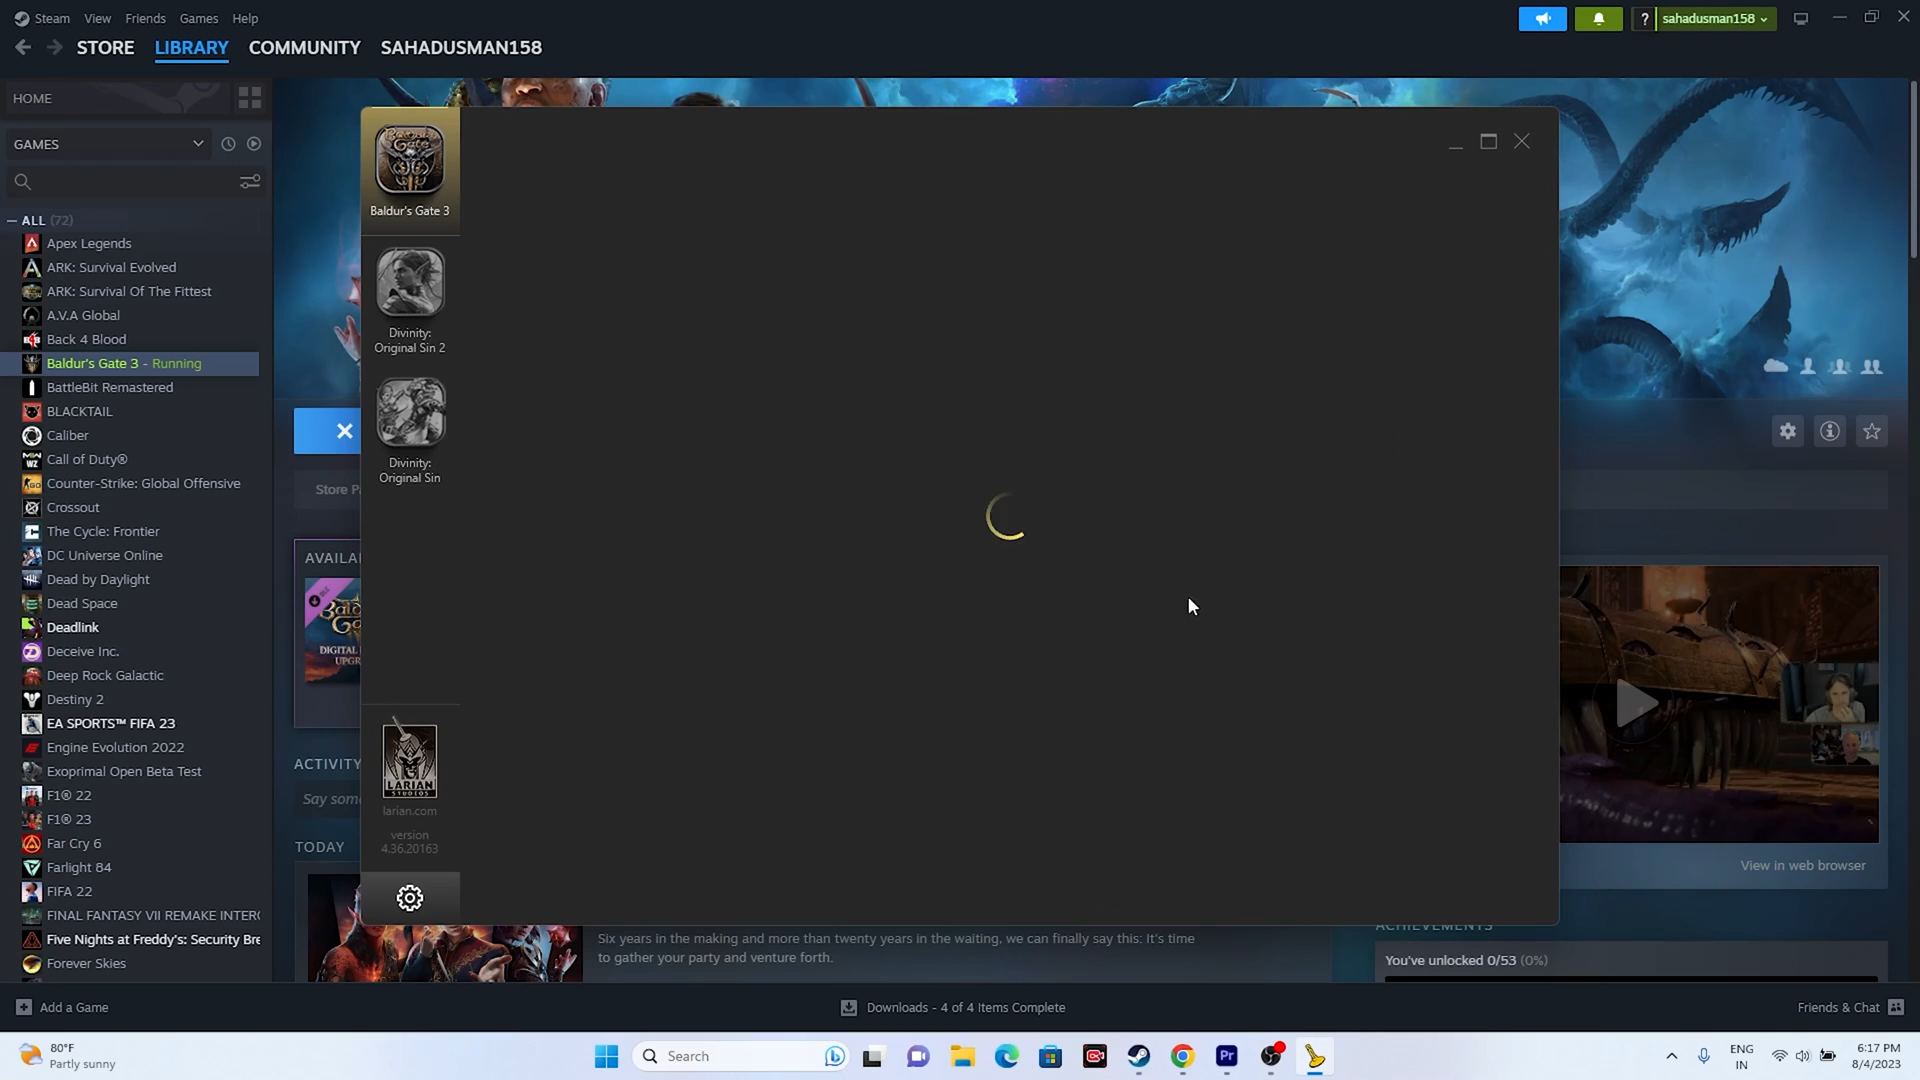 Steam View Friends Games Help
? sahadusman158
STORE LIBRARY COMMUNITY SAHADUSMAN158
HOME
GAMES
ALL (72)
Apex Legends
ARK: Survival Evolved
ARK: Survival Of The Fittest
A.V.A Global
Back 4 Blood
Baldur's Gate 3 - Running
BattleBit Remastered
BLACKTAIL
Caliber
Call of Duty®
Counter-Strike: Global Offensive
Crossout
The Cycle: Frontier
DC Universe Online
Dead by Daylight
Dead Space
Deadlink
Deceive Inc.
Deep Rock Galactic
Destiny 2
EA SPORTS™ FIFA 23
Engine Evolution 2022
Exoprimal Open Beta Test
F1® 22
F1® 23
Far Cry 6
Farlight 84
FIFA 22
FINAL FANTASY VII REMAKE INTERG
Five Nights at Freddy's: Security Bre
Forever Skies
Baldur's Gate 3
Divinity:
Original Sin 2
Divinity:
Original Sin
LARIAN
STUDIOS
larian.com
version
4.36.20163
Store P
AVAILA
DIGITAL
UPG
ACTIVITY
Say som
TODAY
Six years in the making and more than twenty years in the waiting, we can finally say this: It's time
to gather your party and venture forth.
View in web browser
ACHIEVEMENTS
You've unlocked 0/53 (0%)
Add a Game
Downloads - 4 of 4 Items Complete
Friends & Chat
80°F
Partly sunny
Search
Pr
ENG
IN
6:17 PM
8/4/2023